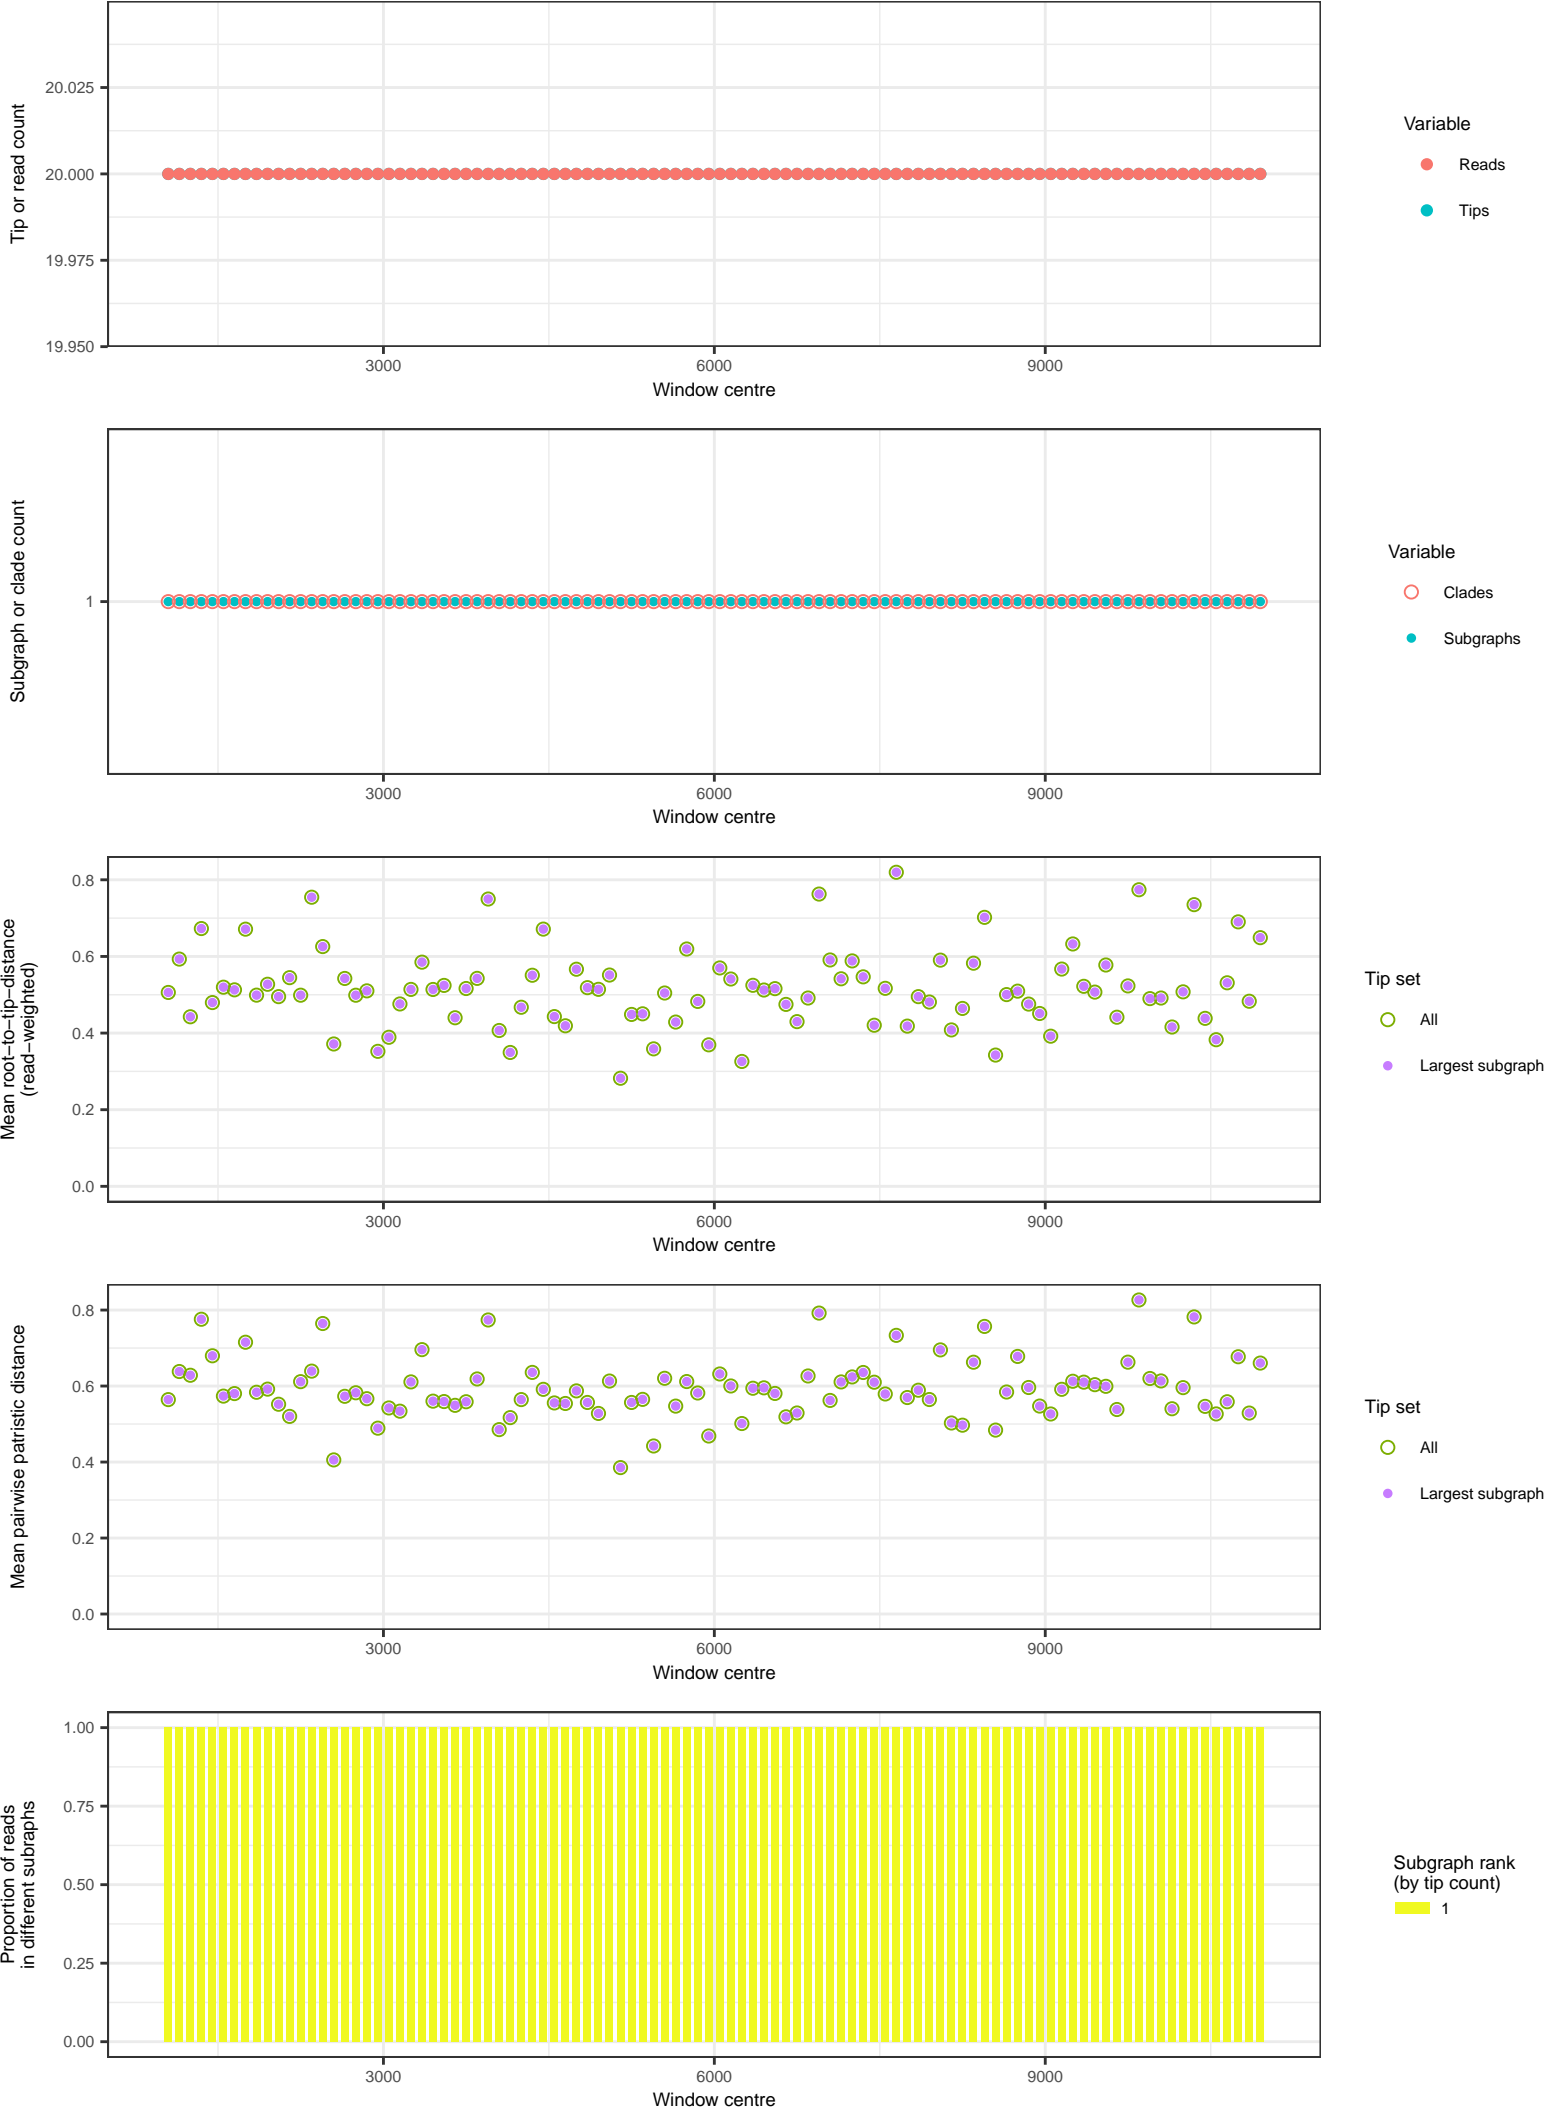 20.025
20.000
19.975
19.950
Tip or read count
3000
6000
9000
Window centre
Variable
Reads
Tips
1
Subgraph or clade count
3000
6000
9000
Window centre
Variable
Clades
Subgraphs
0.8
0.6
0.4
0.2
0.0
Mean root−to−tip−distance
(read−weighted)
3000
6000
9000
Window centre
Tip set
All
Largest subgraph
0.8
0.6
0.4
0.2
0.0
Mean pairwise patristic distance
3000
6000
9000
Window centre
Tip set
All
Largest subgraph
1.00
0.75
0.50
0.25
0.00
Proportion of reads
in different subraphs
3000
6000
9000
Window centre
Subgraph rank
(by tip count)
1